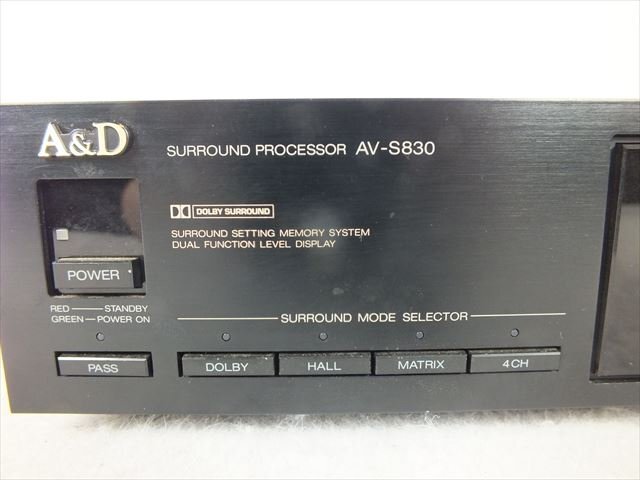 A&D
SURROUND PROCESSOR AV-S830
DOLBY SURROUND
SURROUND SETTING MEMORY SYSTEM
DUAL FUNCTION LEVEL DISPLAY
POWER
RED STANDBY
GREEN POWER ON
SURROUND MODE SELECTOR
PASS
DOLBY
HALL
MATRIX
4CH